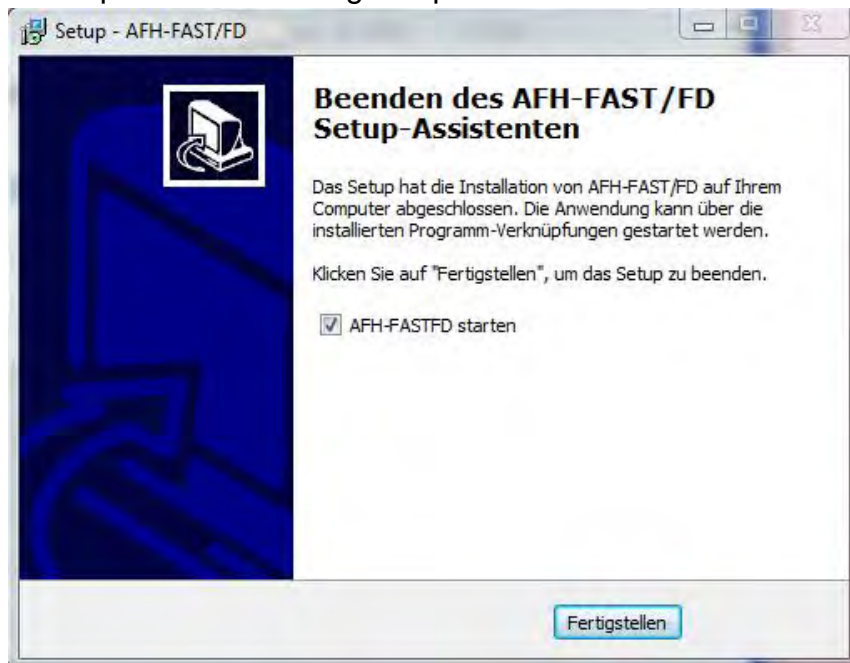 Setup - AFH-FAST/FD
Beenden des AFH-FAST/FD
Setup-Assistenten
Das Setup hat die Installation von AFH-FAST/FD auf Ihrem
Computer abgeschlossen. Die Anwendung kann über die
installierten Programm-Verknüpfungen gestartet werden.
Klicken Sie auf "Fertigstellen", um das Setup zu beenden.
AFH-FASTFD starten
Fertigstellen